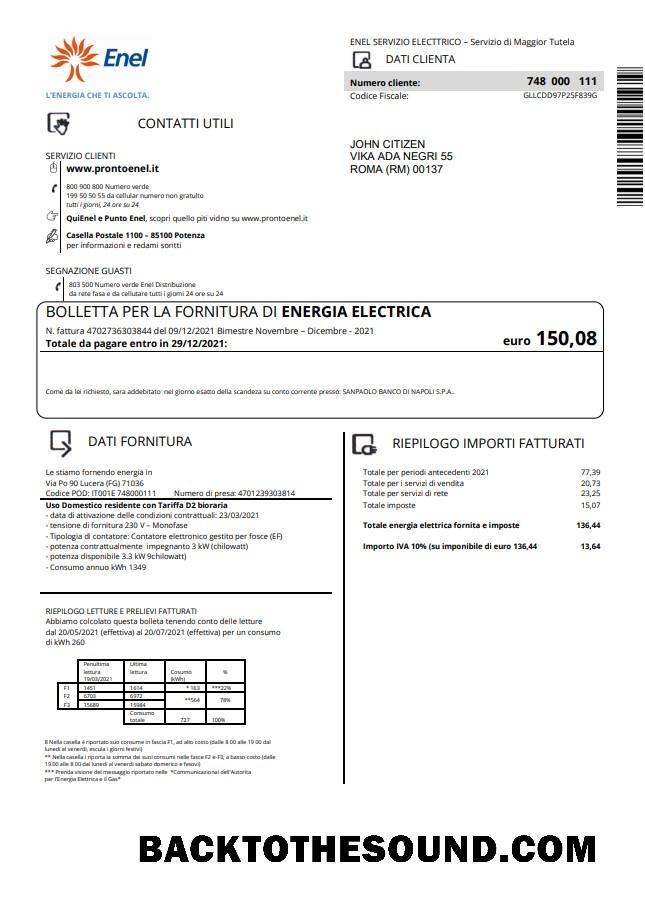 Enel
L'ENERGIA CHE TI ASCOLTA.
ENEL SERVIZIO ELECTTRICO – Servizio di Maggior Tutela
DATI CLIENTA
Numero cliente: 748 000 111
Codice Fiscale: GLLCDD97P25F839G
CONTATTI UTILI
JOHN CITIZEN
VIKA ADA NEGRI 55
ROMA (RM) 00137
SERVIZIO CLIENTI
www.prontoenel.it
800 900 800 Numero verde
199 50 50 55 da cellular numero non gratulto
tutti i giorni, 24 ore su 24
QuiEnel e Punto Enel, scopri quello piti vidno su www.prontoenel.it
Casella Postale 1100 – 85100 Potenza
per informazioni e redami soritti
SEGNAZIONE GUASTI
803 500 Numero verde Enel Distribuzione
da rete fasa e da cellutare tutti i giorni 24 ore su 24
BOLLETTA PER LA FORNITURA DI ENERGIA ELECTRICA
N. fattura 4702736303844 del 09/12/2021 Bimestre Novembre – Dicembre - 2021
Totale da pagare entro in 29/12/2021: euro 150,08
Come da lei richiesto, sara addebitato nel giorno esatto della scandeza su conto corrente presso: SANPAOLO BANCO DI NAPOLI S.P.A..
DATI FORNITURA
Le stiamo fornendo energia in
Via Po 90 Lucera (FG) 71036
Codice POD: IT001E 748000111 Numero di presa: 4701239303814
Uso Domestico residente con Tariffa D2 bioraria
- data di attivazione delle condizioni contrattuali: 23/03/2021
- tensione di fornitura 230 V – Monofase
- Tipologia di contatore: Contatore elettronico gestito per fosce (EF)
- potenza contrattualmente impegnanto 3 kW (chilowatt)
- potenza disponibile 3.3 kW 9chilowatt)
- Consumo annuo kWh 1349
RIEPILOGO LETTURE E PRELIEVI FATTURATI
Abbiamo colcolato questa bolleta tenendo conto delle letture
dal 20/05/2021 (effettiva) al 20/07/2021 (effettiva) per un consumo
di kWh 260
Penultima lettura 19/03/2021 Ultima lettura Cosumo (kWh) %
F1 1451 1614 * 163 ***22%
F2 6703 6972 **564 78%
F3 15689 15984
Consumo totale 727 100%
8 Nella casella é riportato suo consume in fascia F1, ad alto costo (dalle 8 00 alle 19 00 dal
lunedi al venerdi, escula i giorni festivi)
** Nella casella i riporta la somma dei suoi consumi nelle fasce F2 e-F3, a basso costo (dalle
19.00 alle 8 00 dal lunedi al venerdi sabato domerico e fesovi)
*** Prenda visione del messaggio riportato nelle *Communicazional dell'Autorita
per l'Energia Elettrica e il Gas*
RIEPILOGO IMPORTI FATTURATI
Totale per periodi antecedenti 2021 77,39
Totale per i servizi di vendita 20,73
Totale per servizi di rete 23,25
Totale imposte 15,07
Totale energia elettrica fornita e imposte 136,44
Importo IVA 10% (su imponibile di euro 136,44 13,64
BACKTOTHESOUND.COM